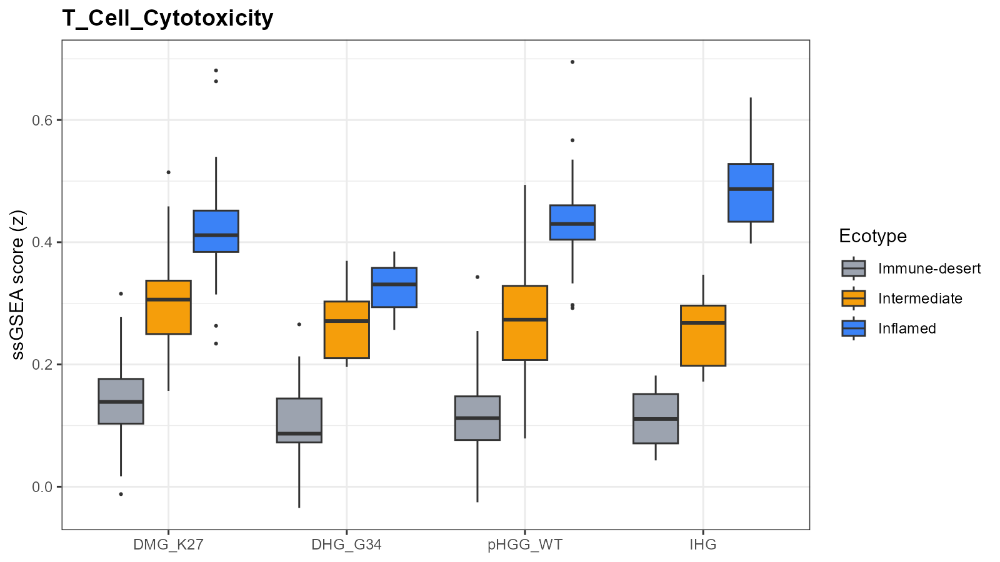 T_Cell_Cytotoxicity
ssGSEA score (z)
0.6
0.4
0.2
0.0
DMG_K27
DHG_G34
pHGG_WT
IHG
Ecotype
Immune-desert
Intermediate
Inflamed